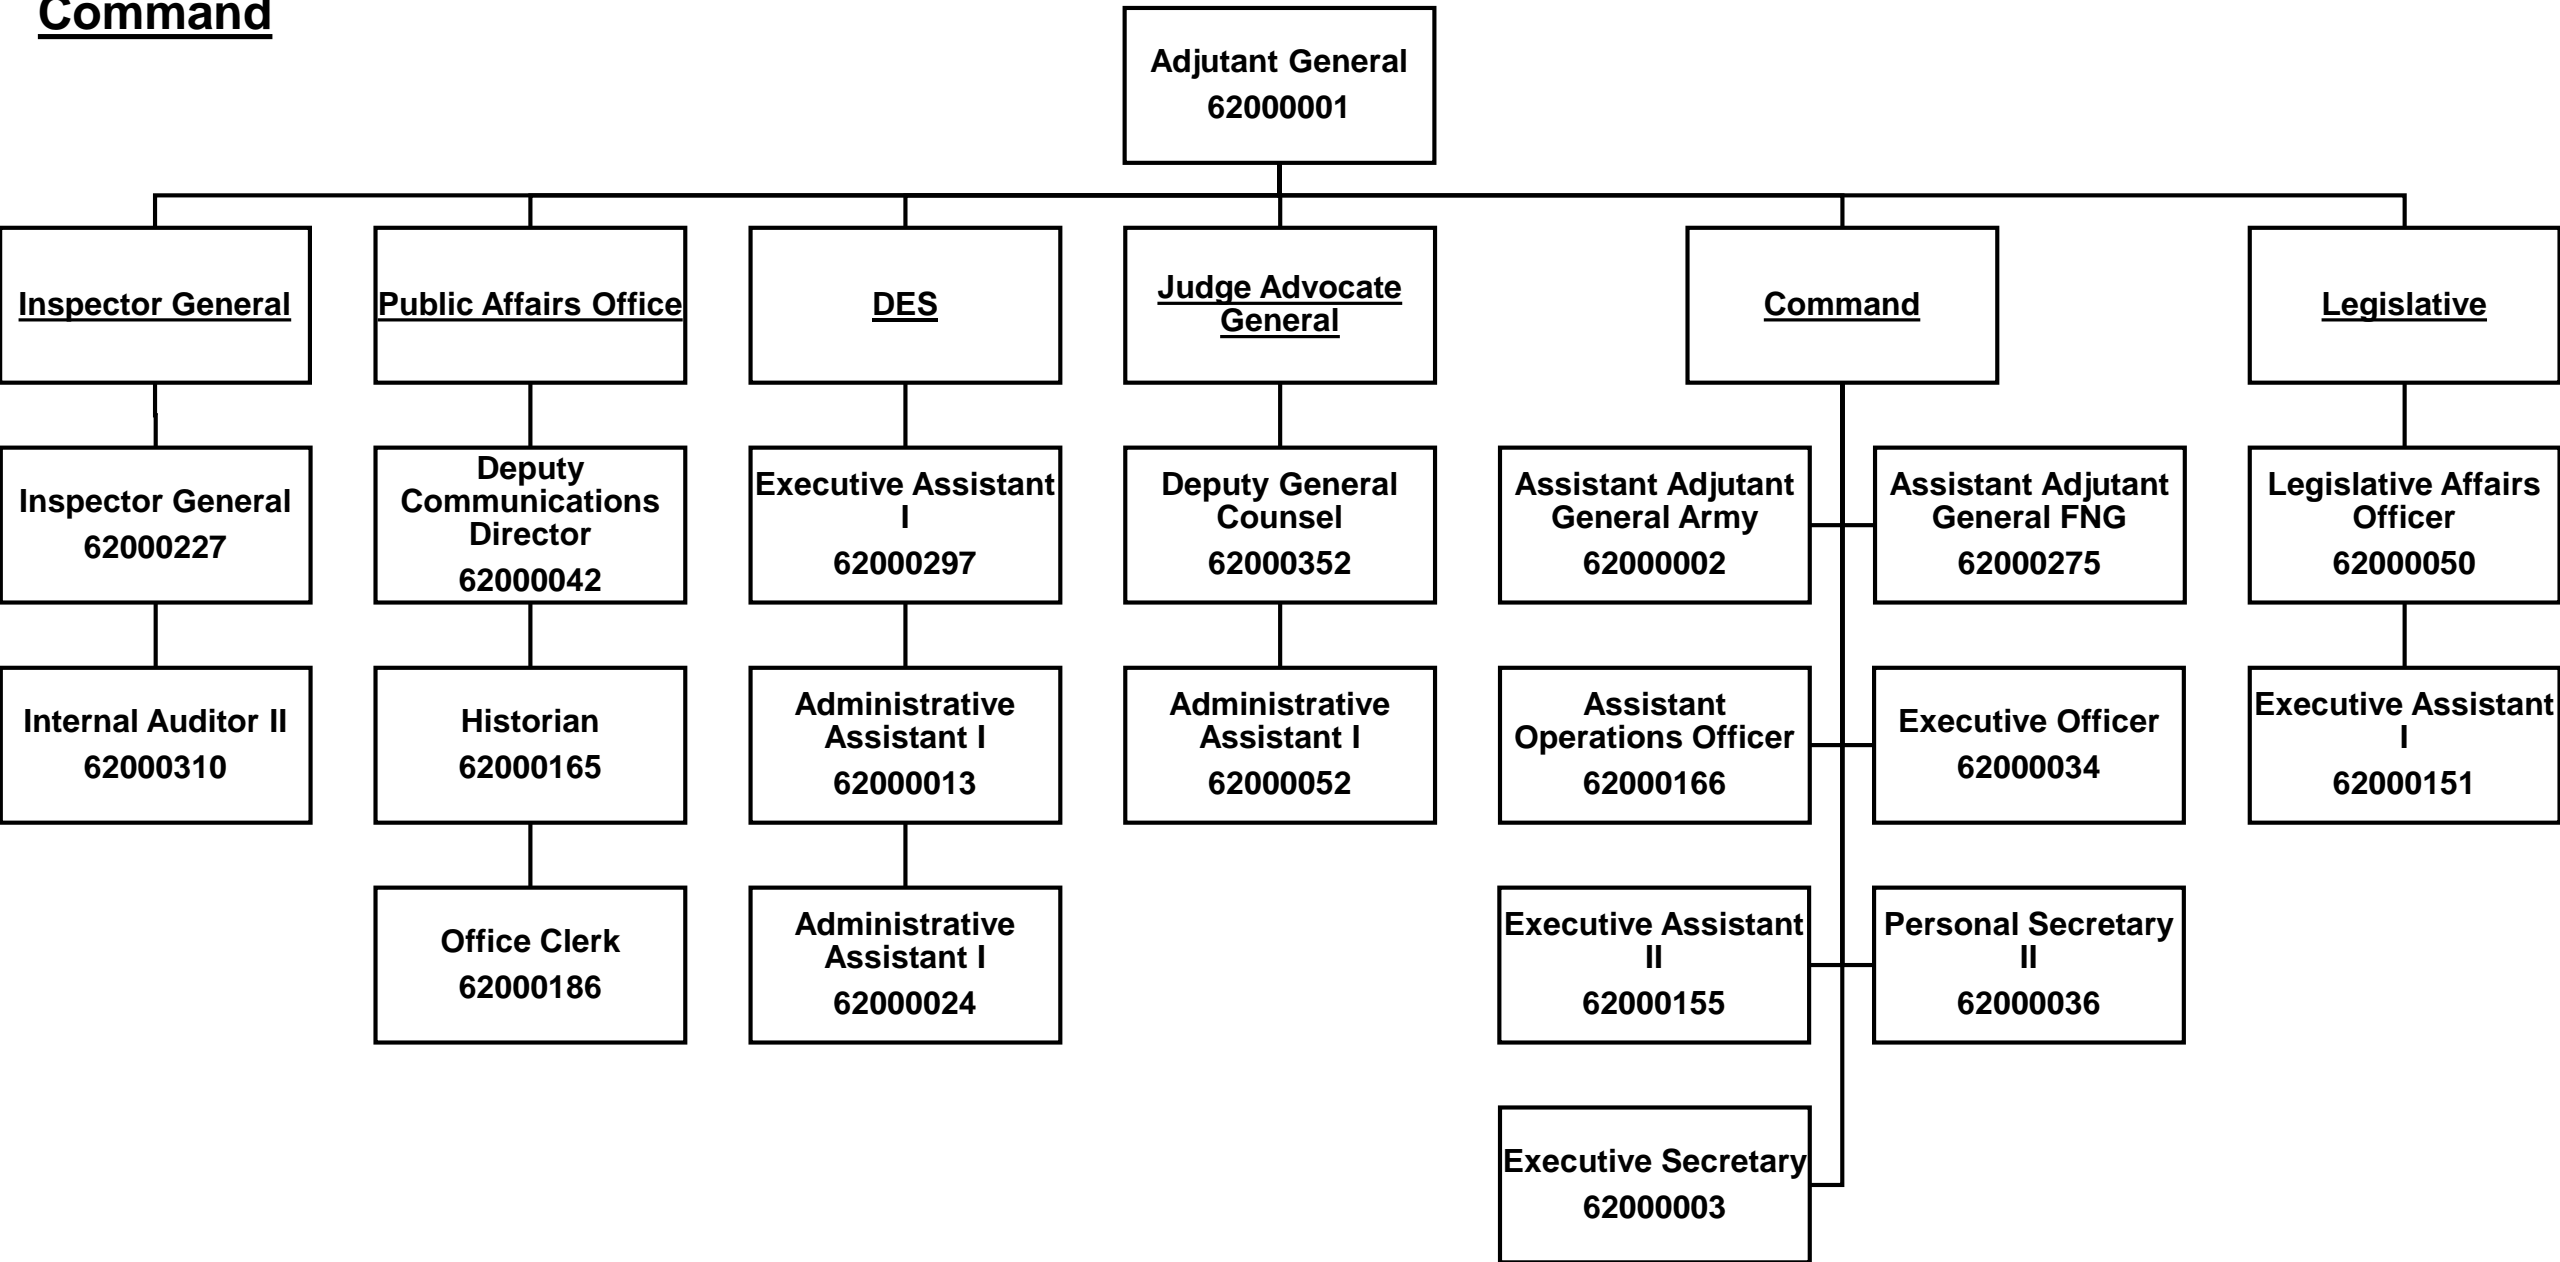 Command
Adjutant General
62000001
Inspector General
Public Affairs Office
DES
Judge Advocate
General
Command
Legislative
Inspector General
62000227
Deputy
Communications
Director
62000042
Executive Assistant
I
62000297
Deputy General
Counsel
62000352
Assistant Adjutant
General Army
62000002
Assistant Adjutant
General FNG
62000275
Legislative Affairs
Officer
62000050
Internal Auditor II
62000310
Historian
62000165
Administrative
Assistant I
62000013
Administrative
Assistant I
62000052
Assistant
Operations Officer
62000166
Executive Officer
62000034
Executive Assistant
I
62000151
Office Clerk
62000186
Administrative
Assistant I
62000024
Executive Assistant
II
62000155
Personal Secretary
II
62000036
Executive Secretary
62000003